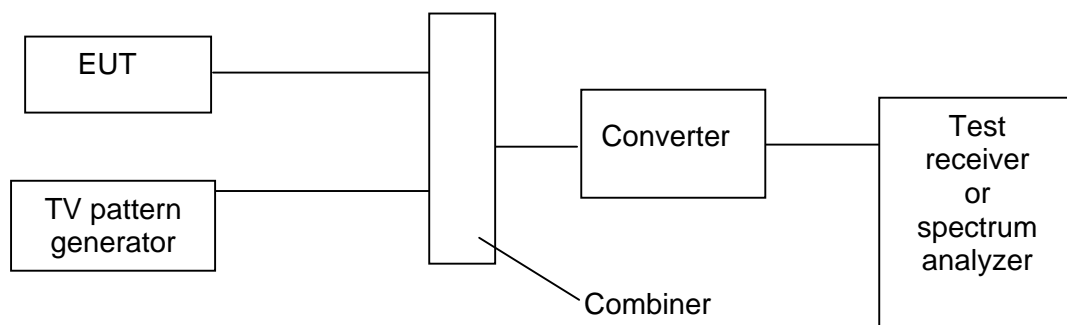 EUT
TV pattern
generator
Combiner
Converter
Test
receiver
or
spectrum
analyzer